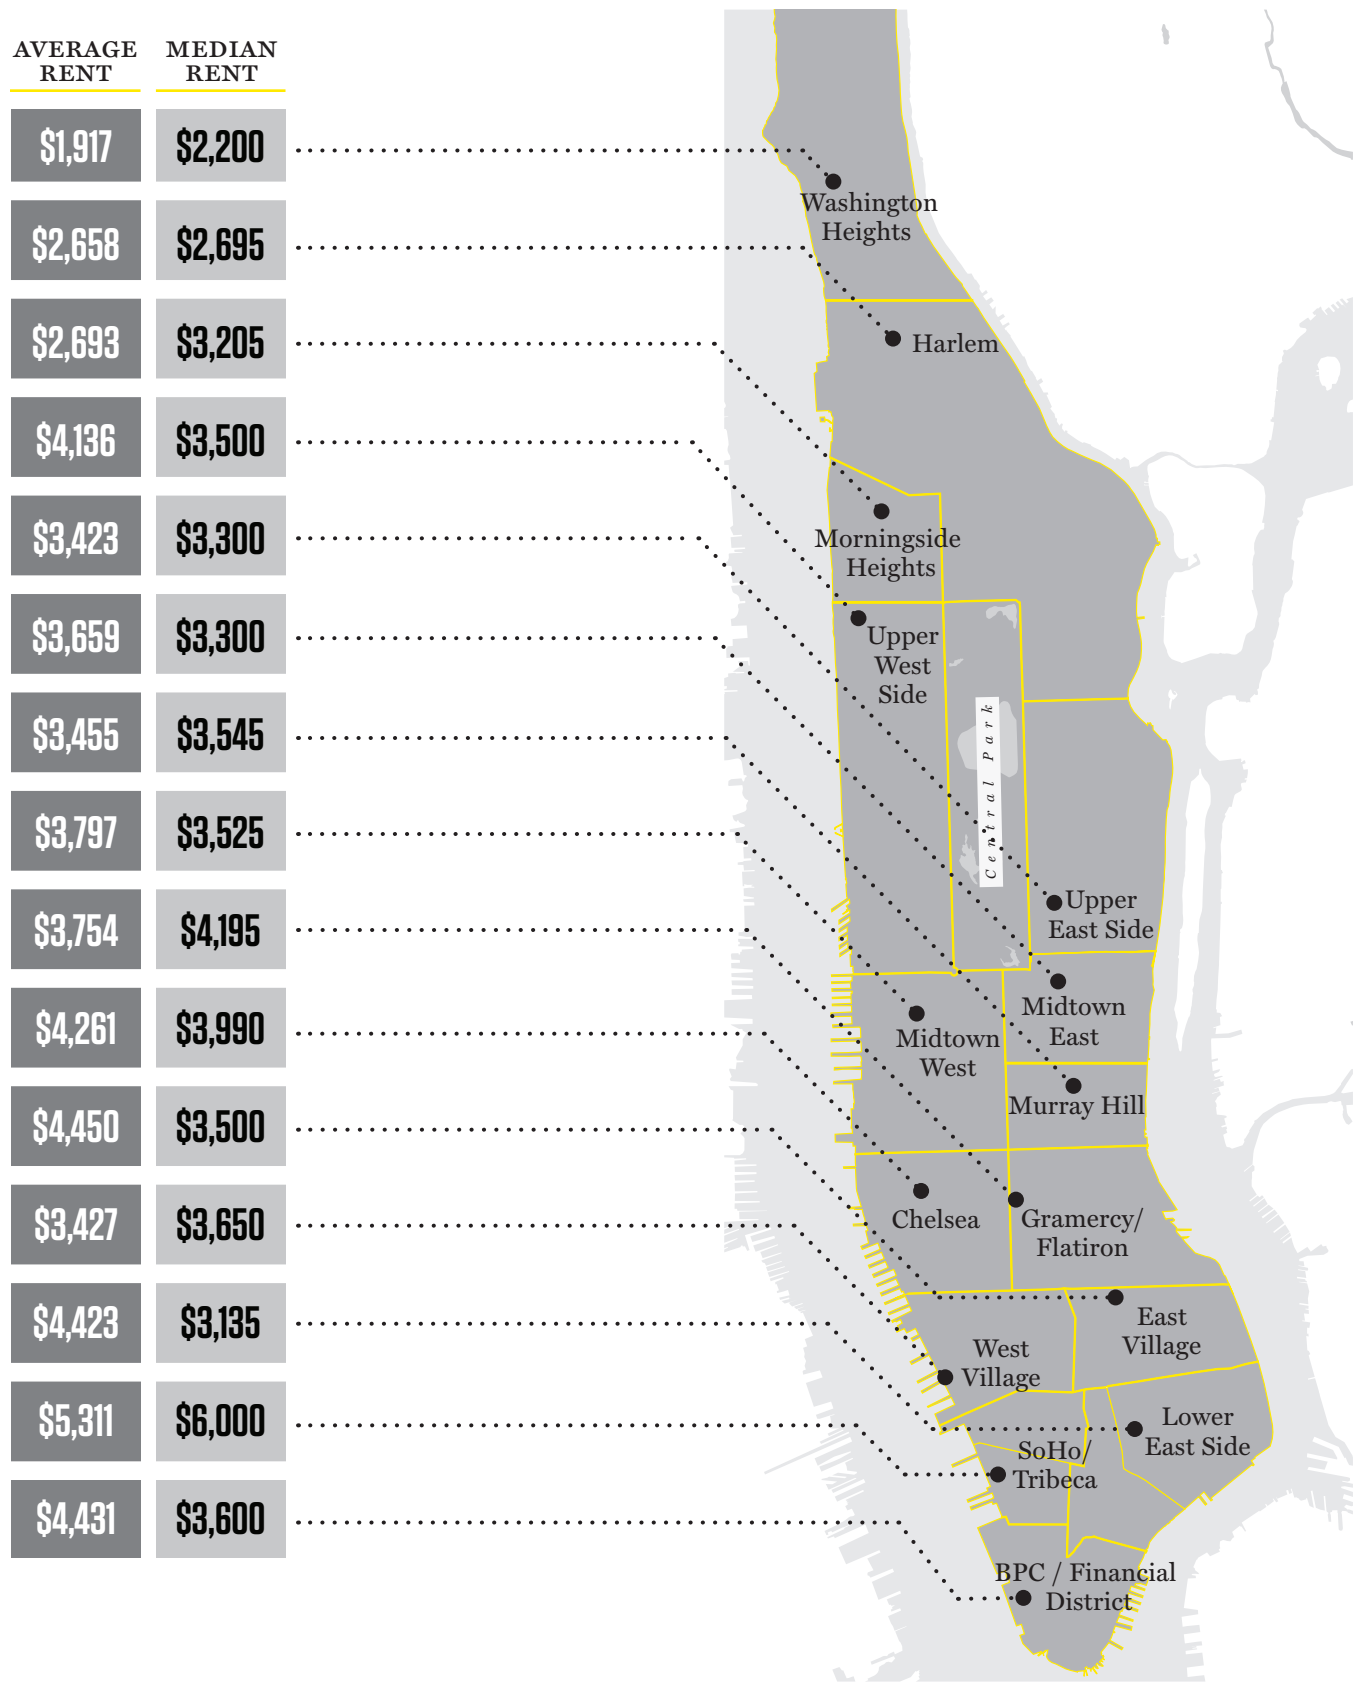 AVERAGE
RENT
MEDIAN
RENT
$1,917 $2,200
$2,658 $2,695
$2,693 $3,205
$4,136 $3,500
$3,423 $3,300
$3,659 $3,300
$3,455 $3,545
$3,797 $3,525
$3,754 $4,195
$4,261 $3,990
$4,450 $3,500
$3,427 $3,650
$4,423 $3,135
$5,311 $6,000
$4,431 $3,600
Washington
Heights
Harlem
Morningside
Heights
Upper
West
Side
Central Park
Upper
East Side
Midtown
East
Midtown
West
Murray Hill
Chelsea
Gramercy/
Flatiron
East
Village
West
Village
Lower
East Side
SoHo/
Tribeca
BPC / Financial
District